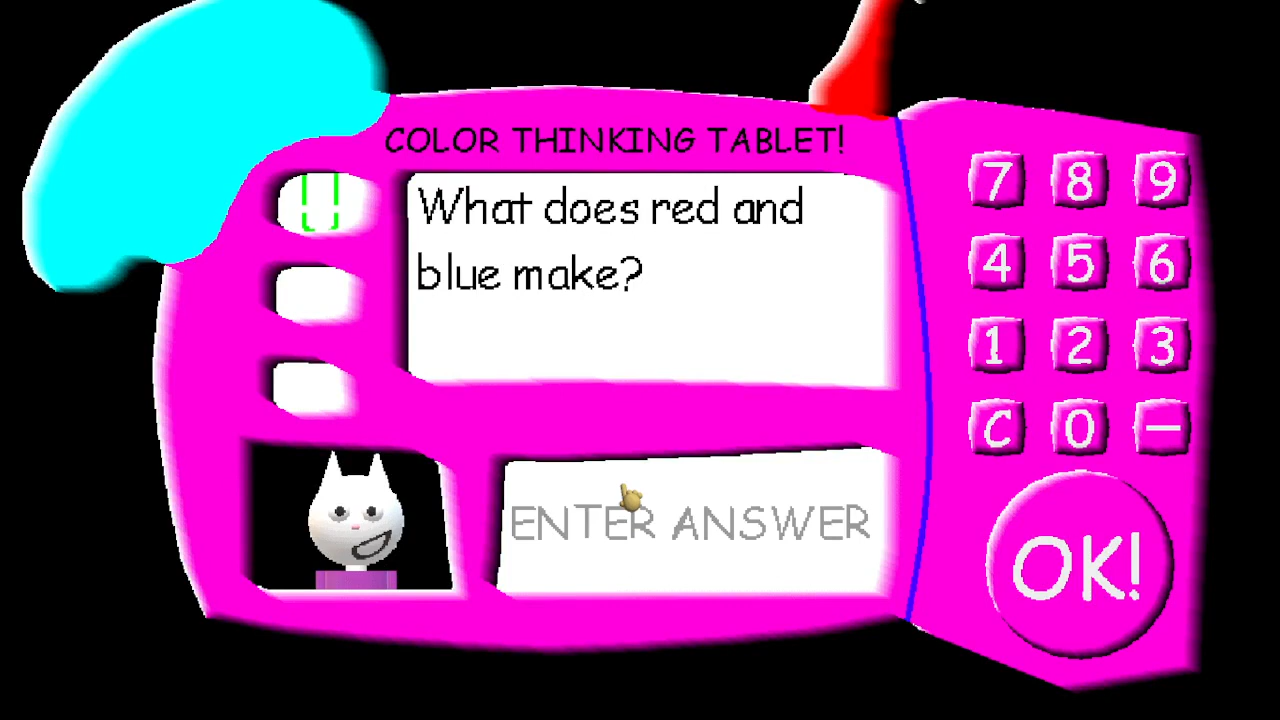 COLOR THINKING TABLET!
What does red and
blue make?
ENTER ANSWER
7 8 9
4 5 6
1 2 3
C 0 −
OK!